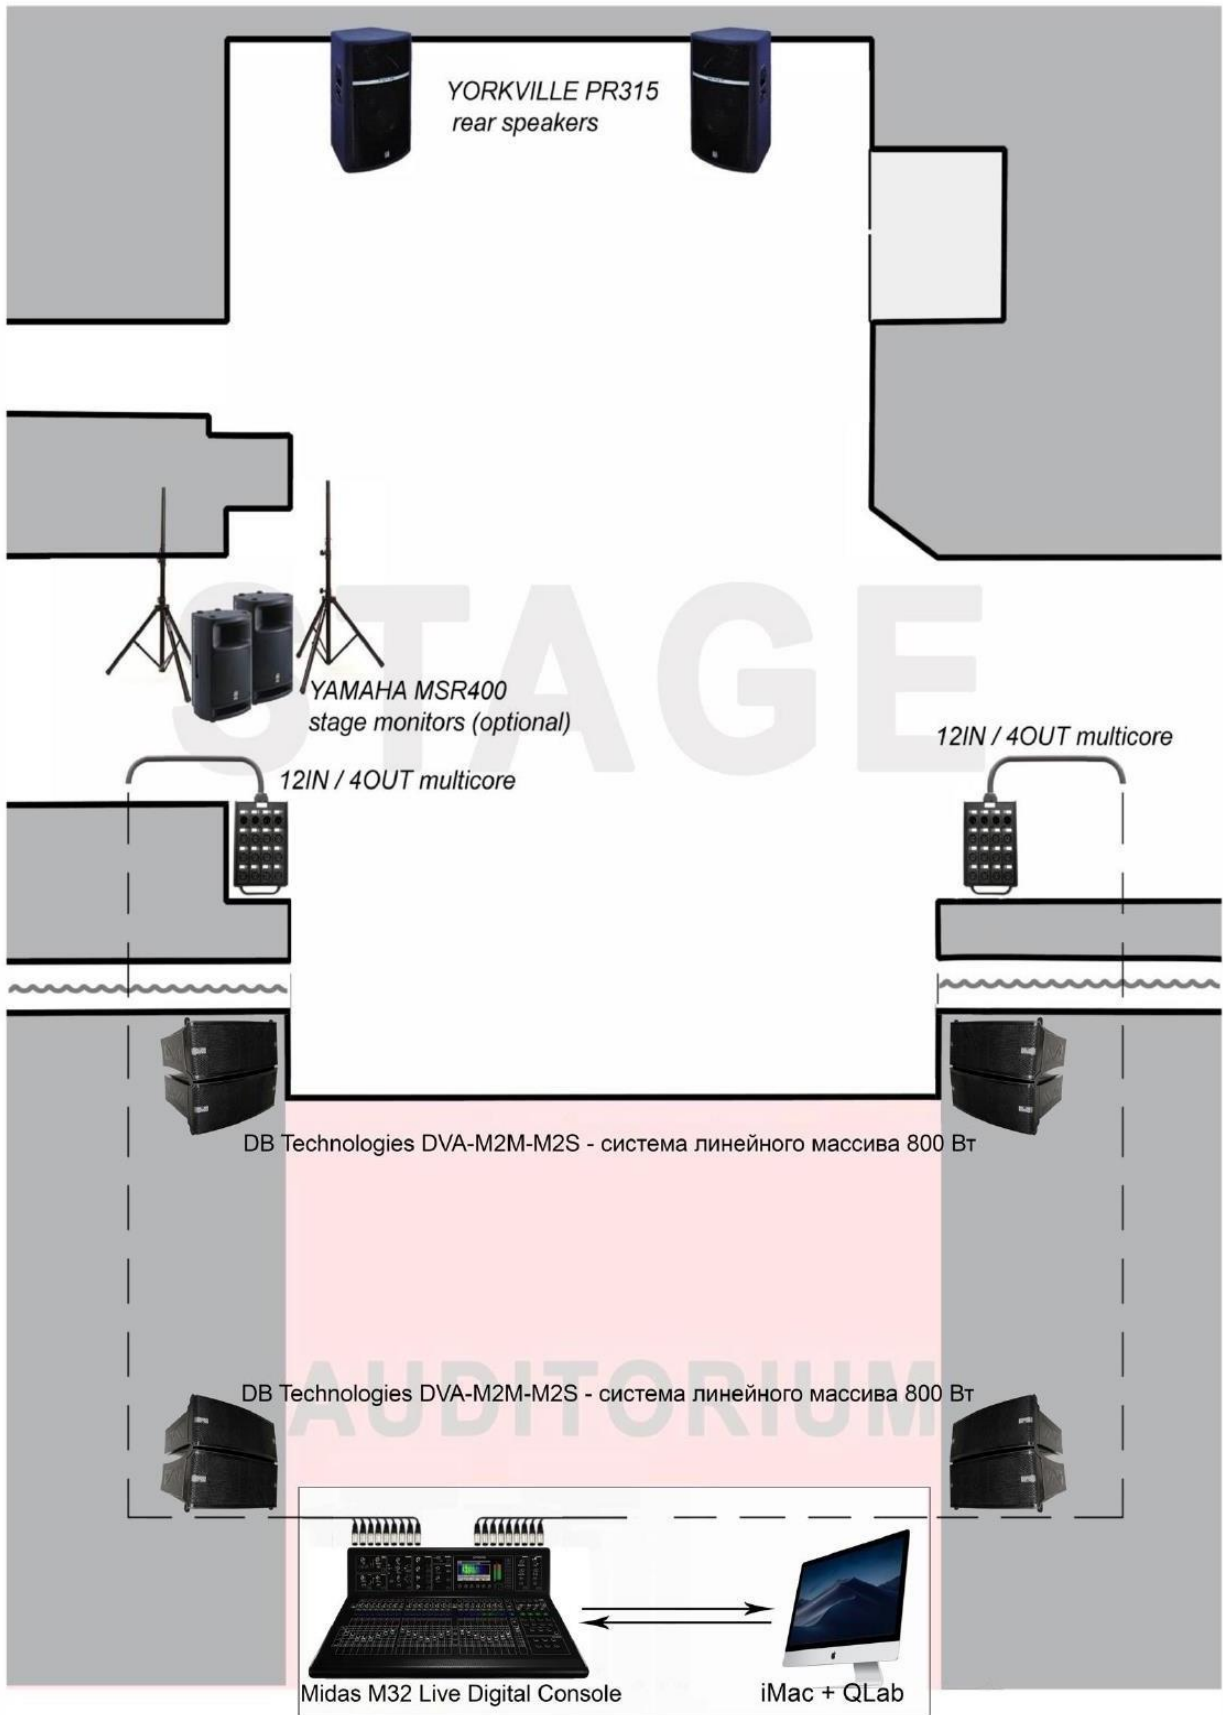 YORKVILLE PR315
rear speakers
STAGE
YAMAHA MSR400
stage monitors (optional)
12IN / 4OUT multicore
12IN / 4OUT multicore
DB Technologies DVA-M2M-M2S - система линейного массива 800 Вт
DB Technologies DVA-M2M-M2S - система линейного массива 800 Вт
AUDITORIUM
Midas M32 Live Digital Console
iMac + QLab